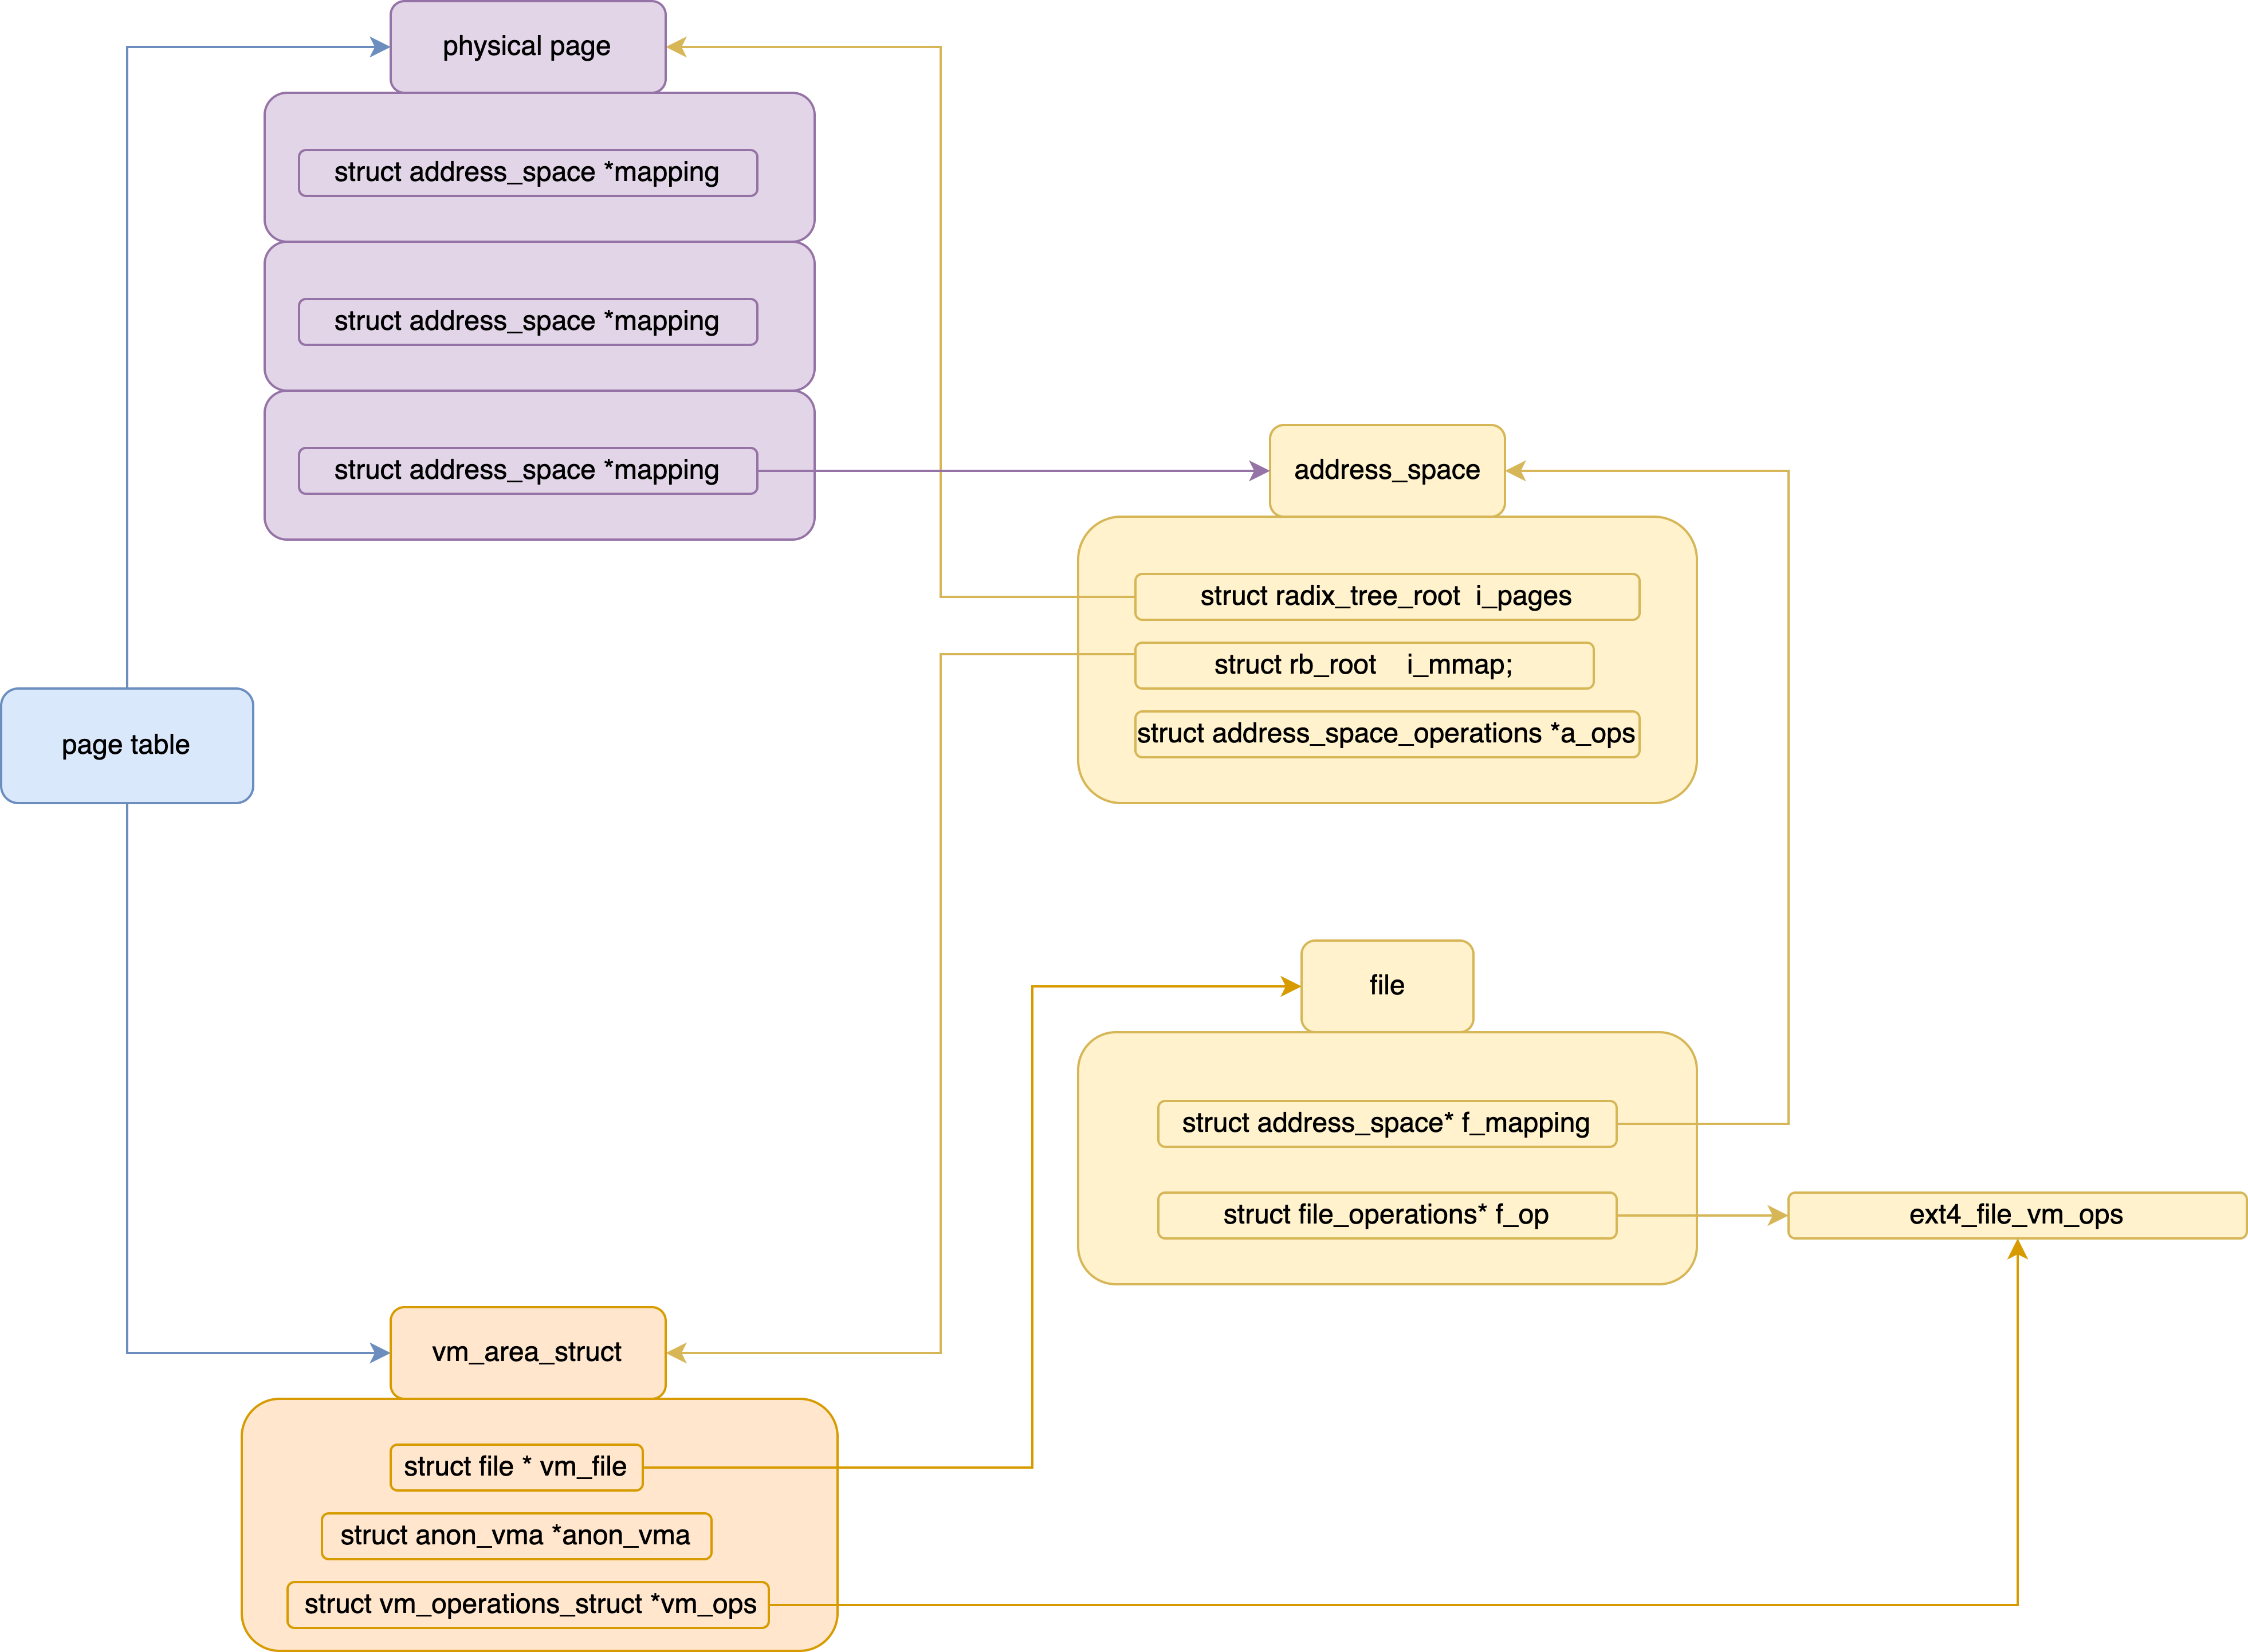 physical page
struct address_space *mapping
struct address_space *mapping
struct address_space *mapping
address_space
struct radix_tree_root  i_pages
struct rb_root    i_mmap;
struct address_space_operations *a_ops
page table
file
struct address_space* f_mapping
struct file_operations* f_op
ext4_file_vm_ops
vm_area_struct
struct file * vm_file
struct anon_vma *anon_vma
struct vm_operations_struct *vm_ops